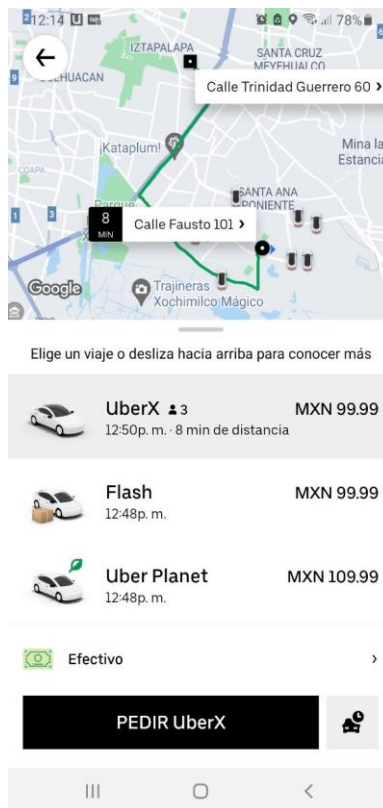 12:14
78%
IZTAPALAPA
SANTA CRUZ
MEYEHUALCO
Calle Trinidad Guerrero 60 >
COAPA
¡Kataplum!
Mina la
Estancia
SANTA ANA
PONIENTE
Parque
8
MIN
Calle Fausto 101 >
Google
Trajineras
Xochimilco Mágico
Elige un viaje o desliza hacia arriba para conocer más
UberX 3 MXN 99.99
12:50p. m. · 8 min de distancia
Flash MXN 99.99
12:48p. m.
Uber Planet MXN 109.99
12:48p. m.
Efectivo >
PEDIR UberX